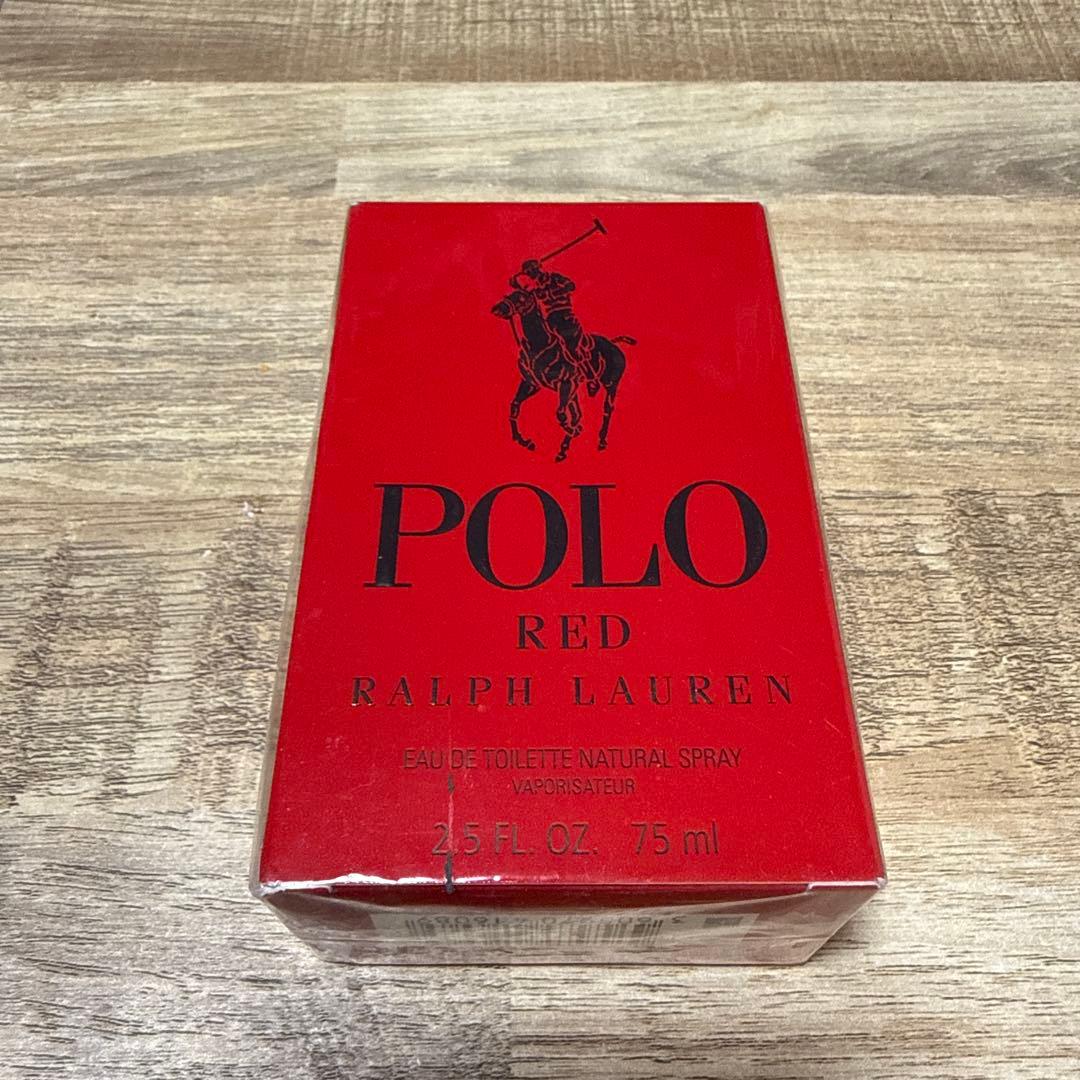 POLO
RED
RALPH LAUREN
EAU DE TOILETTE NATURAL SPRAY
VAPORISATEUR
2.5 FL. OZ. 75 ml